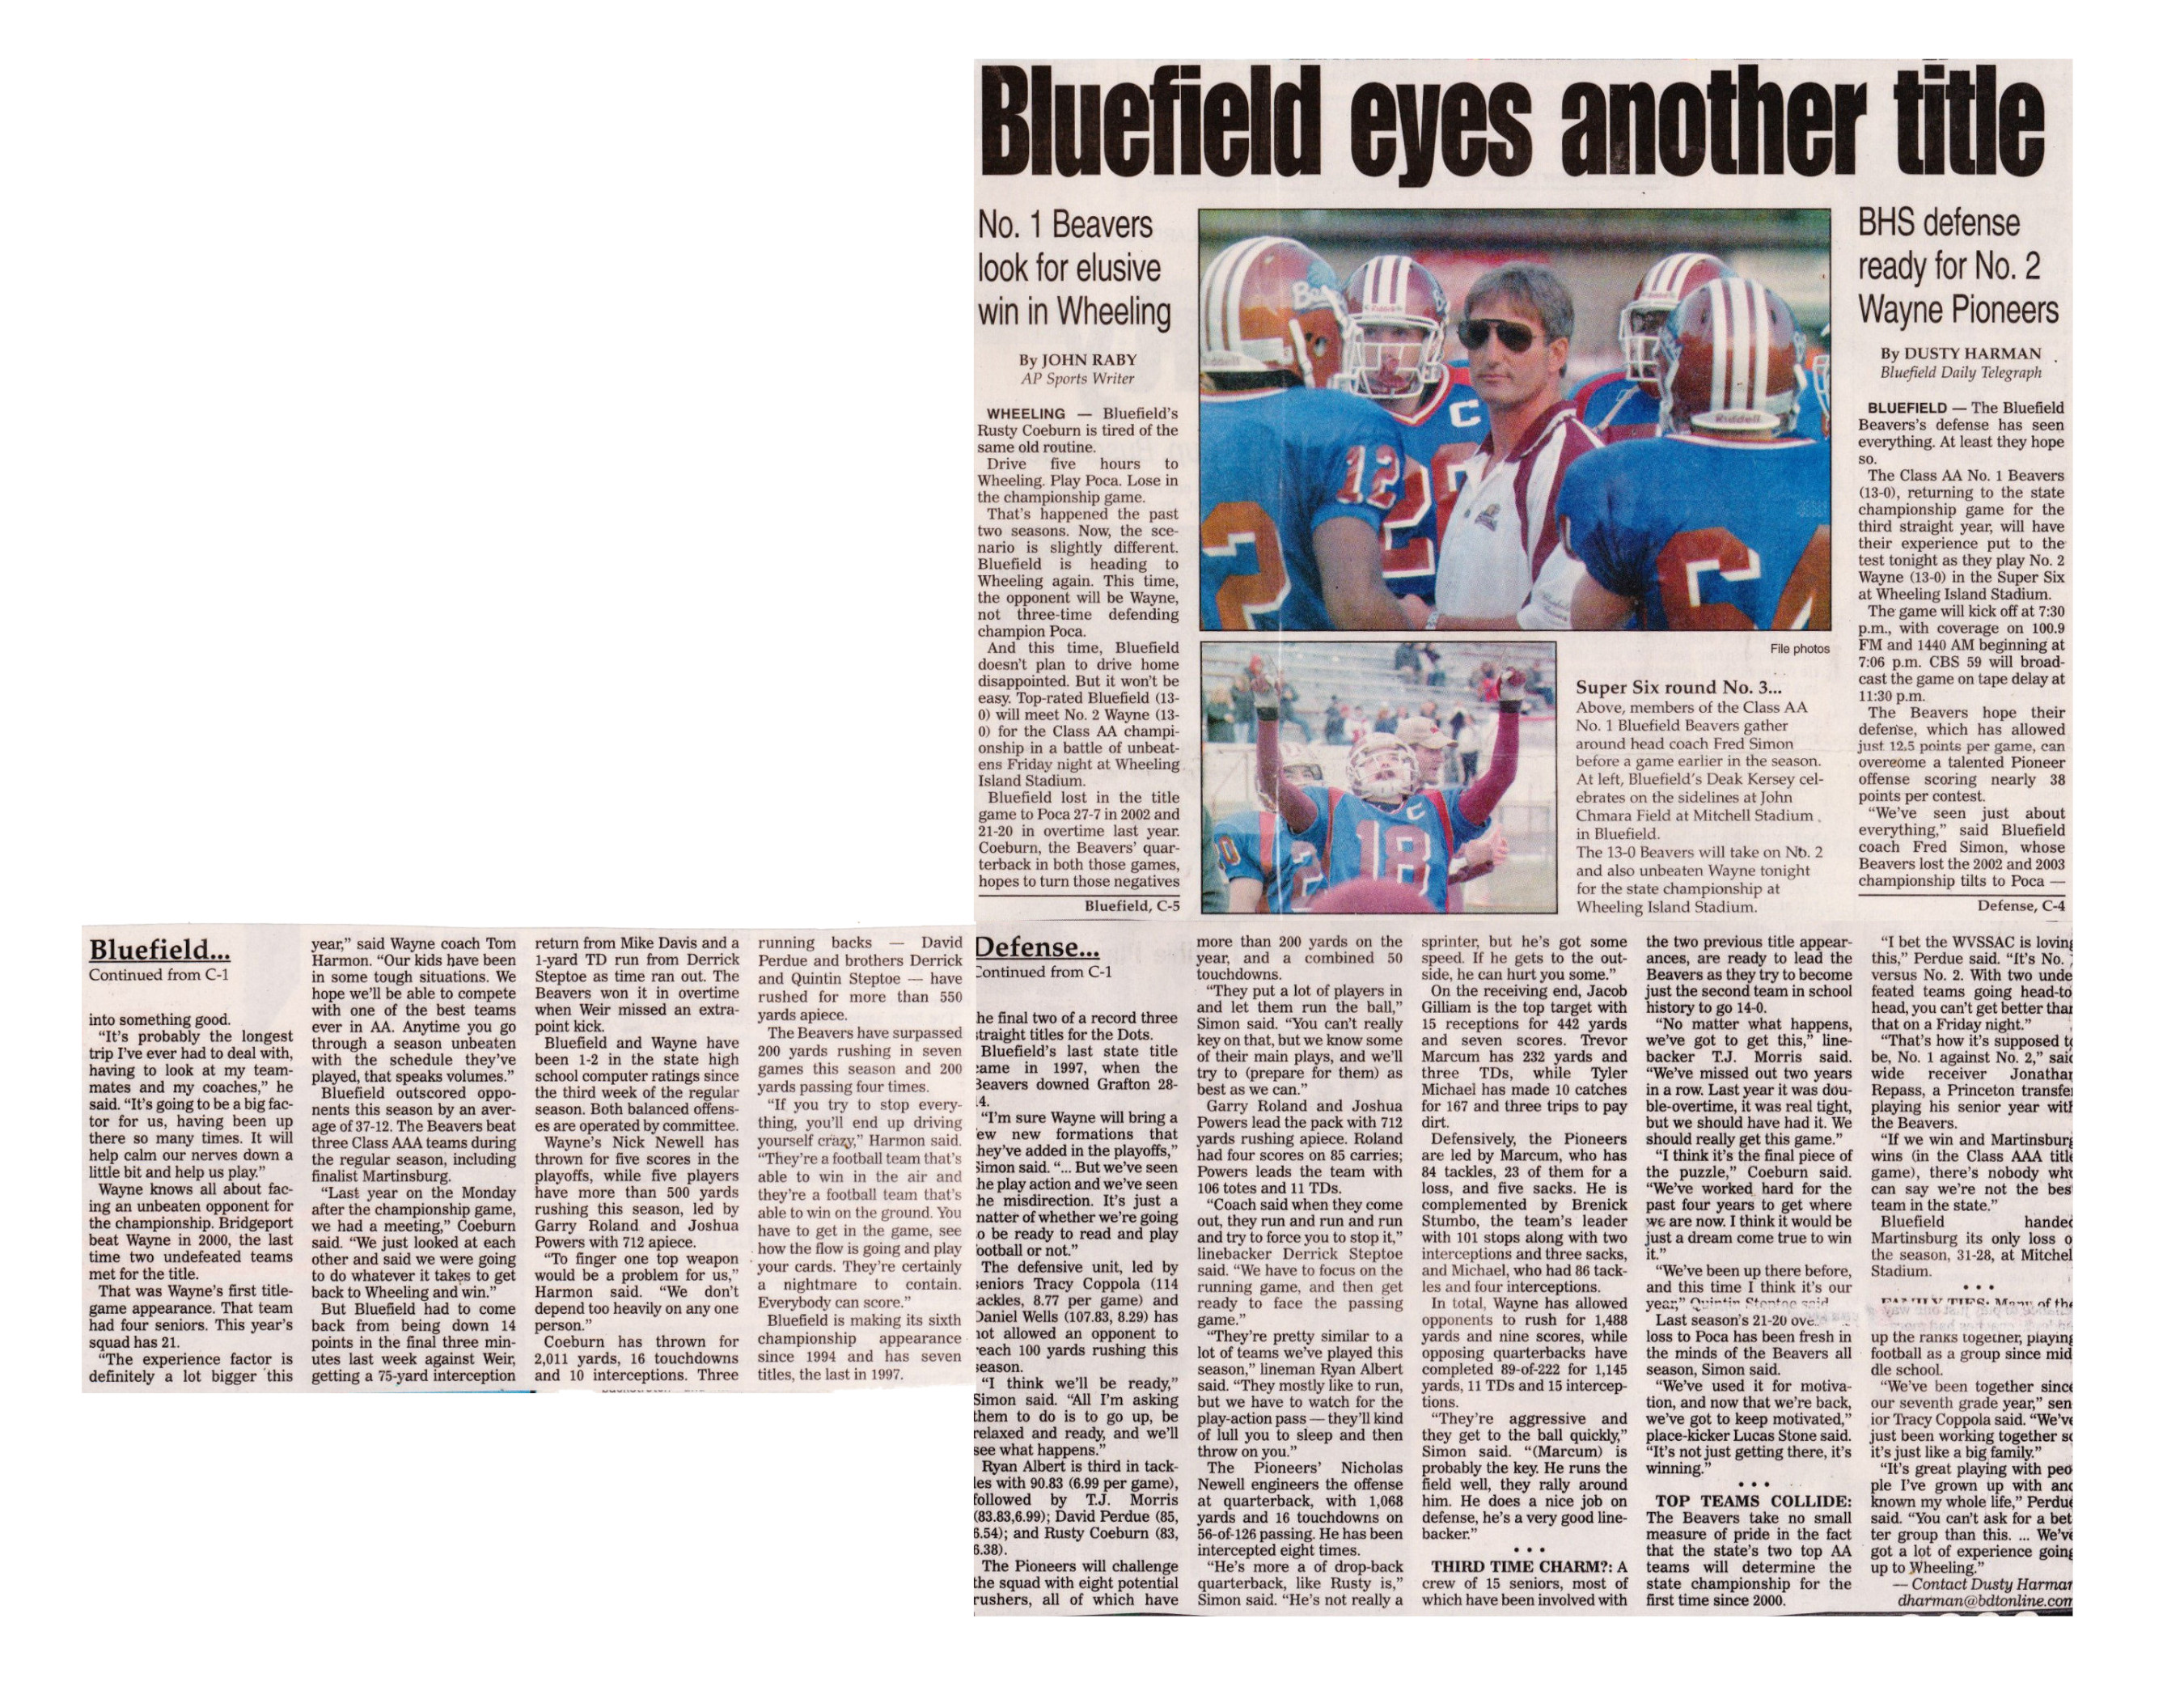 Bluefield eyes another title
No. 1 Beavers
look for elusive
win in Wheeling
By JOHN RABY
AP Sports Writer
WHEELING — Bluefield's
Rusty Coeburn is tired of the
same old routine.
Drive five hours to
Wheeling. Play Poca. Lose in
the championship game.
That's happened the past
two seasons. Now, the sce-
nario is slightly different.
Bluefield is heading to
Wheeling again. This time,
the opponent will be Wayne,
not three-time defending
champion Poca.
And this time, Bluefield
doesn't plan to drive home
disappointed. But it won't be
easy. Top-rated Bluefield (13-
0) will meet No. 2 Wayne (13-
0) for the Class AA champi-
onship in a battle of unbeat-
ens Friday night at Wheeling
Island Stadium.
Bluefield lost in the title
game to Poca 27-7 in 2002 and
21-20 in overtime last year.
Coeburn, the Beavers' quar-
terback in both those games,
hopes to turn those negatives
Bluefield, C-5
Riddell
C
12
2
18
C
File photos
Super Six round No. 3...
Above, members of the Class AA
No. 1 Bluefield Beavers gather
around head coach Fred Simon
before a game earlier in the season.
At left, Bluefield's Deak Kersey cel-
ebrates on the sidelines at John
Chmara Field at Mitchell Stadium
in Bluefield.
The 13-0 Beavers will take on No. 2
and also unbeaten Wayne tonight
for the state championship at
Wheeling Island Stadium.
BHS defense
ready for No. 2
Wayne Pioneers
By DUSTY HARMAN
Bluefield Daily Telegraph
BLUEFIELD — The Bluefield
Beavers's defense has seen
everything. At least they hope
so.
The Class AA No. 1 Beavers
(13-0), returning to the state
championship game for the
third straight year, will have
their experience put to the
test tonight as they play No. 2
Wayne (13-0) in the Super Six
at Wheeling Island Stadium.
The game will kick off at 7:30
p.m., with coverage on 100.9
FM and 1440 AM beginning at
7:06 p.m. CBS 59 will broad-
cast the game on tape delay at
11:30 p.m.
The Beavers hope their
defense, which has allowed
just 12.5 points per game, can
overcome a talented Pioneer
offense scoring nearly 38
points per contest.
"We've seen just about
everything," said Bluefield
coach Fred Simon, whose
Beavers lost the 2002 and 2003
championship tilts to Poca —
Defense, C-4
Bluefield...
Continued from C-1
into something good.
"It's probably the longest
trip I've ever had to deal with,
having to look at my team-
mates and my coaches," he
said. "It's going to be a big fac-
tor for us, having been up
there so many times. It will
help calm our nerves down a
little bit and help us play."
Wayne knows all about fac-
ing an unbeaten opponent for
the championship. Bridgeport
beat Wayne in 2000, the last
time two undefeated teams
met for the title.
That was Wayne's first title-
game appearance. That team
had four seniors. This year's
squad has 21.
"The experience factor is
definitely a lot bigger this
year," said Wayne coach Tom
Harmon. "Our kids have been
in some tough situations. We
hope we'll be able to compete
with one of the best teams
ever in AA. Anytime you go
through a season unbeaten
with the schedule they've
played, that speaks volumes."
Bluefield outscored oppo-
nents this season by an aver-
age of 37-12. The Beavers beat
three Class AAA teams during
the regular season, including
finalist Martinsburg.
"Last year on the Monday
after the championship game,
we had a meeting," Coeburn
said. "We just looked at each
other and said we were going
to do whatever it takes to get
back to Wheeling and win."
But Bluefield had to come
back from being down 14
points in the final three min-
utes last week against Weir,
getting a 75-yard interception
return from Mike Davis and a
1-yard TD run from Derrick
Steptoe as time ran out. The
Beavers won it in overtime
when Weir missed an extra-
point kick.
Bluefield and Wayne have
been 1-2 in the state high
school computer ratings since
the third week of the regular
season. Both balanced offens-
es are operated by committee.
Wayne's Nick Newell has
thrown for five scores in the
playoffs, while five players
have more than 500 yards
rushing this season, led by
Garry Roland and Joshua
Powers with 712 apiece.
"To finger one top weapon
would be a problem for us,"
Harmon said. "We don't
depend too heavily on any one
person."
Coeburn has thrown for
2,011 yards, 16 touchdowns
and 10 interceptions. Three
running backs — David
Perdue and brothers Derrick
and Quintin Steptoe — have
rushed for more than 550
yards apiece.
The Beavers have surpassed
200 yards rushing in seven
games this season and 200
yards passing four times.
"If you try to stop every-
thing, you'll end up driving
yourself crazy," Harmon said.
"They're a football team that's
able to win in the air and
they're a football team that's
able to win on the ground. You
have to get in the game, see
how the flow is going and play
your cards. They're certainly
a nightmare to contain.
Everybody can score."
Bluefield is making its sixth
championship appearance
since 1994 and has seven
titles, the last in 1997.
Defense...
Continued from C-1
he final two of a record three
straight titles for the Dots.
Bluefield's last state title
came in 1997, when the
Beavers downed Grafton 28-
14.
"I'm sure Wayne will bring a
ew new formations that
hey've added in the playoffs,"
Simon said. "... But we've seen
he play action and we've seen
he misdirection. It's just a
matter of whether we're going
o be ready to read and play
ootball or not."
The defensive unit, led by
seniors Tracy Coppola (114
tackles, 8.77 per game) and
Daniel Wells (107.83, 8.29) has
not allowed an opponent to
reach 100 yards rushing this
season.
"I think we'll be ready,"
Simon said. "All I'm asking
them to do is to go up, be
relaxed and ready, and we'll
see what happens."
Ryan Albert is third in tack-
les with 90.83 (6.99 per game),
followed by T.J. Morris
(83.83,6.99); David Perdue (85,
6.54); and Rusty Coeburn (83,
6.38).
The Pioneers will challenge
the squad with eight potential
rushers, all of which have
more than 200 yards on the
year, and a combined 50
touchdowns.
"They put a lot of players in
and let them run the ball,"
Simon said. "You can't really
key on that, but we know some
of their main plays, and we'll
try to (prepare for them) as
best as we can."
Garry Roland and Joshua
Powers lead the pack with 712
yards rushing apiece. Roland
had four scores on 85 carries;
Powers leads the team with
106 totes and 11 TDs.
"Coach said when they come
out, they run and run and run
and try to force you to stop it,"
linebacker Derrick Steptoe
said. "We have to focus on the
running game, and then get
ready to face the passing
game."
"They're pretty similar to a
lot of teams we've played this
season," lineman Ryan Albert
said. "They mostly like to run,
but we have to watch for the
play-action pass — they'll kind
of lull you to sleep and then
throw on you."
The Pioneers' Nicholas
Newell engineers the offense
at quarterback, with 1,068
yards and 16 touchdowns on
56-of-126 passing. He has been
intercepted eight times.
"He's more a of drop-back
quarterback, like Rusty is,"
Simon said. "He's not really a
sprinter, but he's got some
speed. If he gets to the out-
side, he can hurt you some."
On the receiving end, Jacob
Gilliam is the top target with
15 receptions for 442 yards
and seven scores. Trevor
Marcum has 232 yards and
three TDs, while Tyler
Michael has made 10 catches
for 167 and three trips to pay
dirt.
Defensively, the Pioneers
are led by Marcum, who has
84 tackles, 23 of them for a
loss, and five sacks. He is
complemented by Brenick
Stumbo, the team's leader
with 101 stops along with two
interceptions and three sacks,
and Michael, who had 86 tack-
les and four interceptions.
In total, Wayne has allowed
opponents to rush for 1,488
yards and nine scores, while
opposing quarterbacks have
completed 89-of-222 for 1,145
yards, 11 TDs and 15 intercep-
tions.
"They're aggressive and
they get to the ball quickly,"
Simon said. "(Marcum) is
probably the key. He runs the
field well, they rally around
him. He does a nice job on
defense, he's a very good line-
backer."
• • •
THIRD TIME CHARM?: A
crew of 15 seniors, most of
which have been involved with
the two previous title appear-
ances, are ready to lead the
Beavers as they try to become
just the second team in school
history to go 14-0.
"No matter what happens,
we've got to get this," line-
backer T.J. Morris said.
"We've missed out two years
in a row. Last year it was dou-
ble-overtime, it was real tight,
but we should have had it. We
should really get this game."
"I think it's the final piece of
the puzzle," Coeburn said.
"We've worked hard for the
past four years to get where
we are now. I think it would be
just a dream come true to win
it."
"We've been up there before,
and this time I think it's our
year," Quintin Steptoe said.
Last season's 21-20 ove
loss to Poca has been fresh in
the minds of the Beavers all
season, Simon said.
"We've used it for motiva-
tion, and now that we're back,
we've got to keep motivated,"
place-kicker Lucas Stone said.
"It's not just getting there, it's
winning."
• • •
TOP TEAMS COLLIDE:
The Beavers take no small
measure of pride in the fact
that the state's two top AA
teams will determine the
state championship for the
first time since 2000.
"I bet the WVSSAC is loving
this," Perdue said. "It's No.
versus No. 2. With two unde
feated teams going head-to
head, you can't get better than
that on a Friday night."
"That's how it's supposed to
be, No. 1 against No. 2," said
wide receiver Jonathan
Repass, a Princeton transfer
playing his senior year with
the Beavers.
"If we win and Martinsburg
wins (in the Class AAA title
game), there's nobody who
can say we're not the bes
team in the state."
Bluefield handed
Martinsburg its only loss o
the season, 31-28, at Mitchel
Stadium.
• • •
FAMILY TIES: Many of the
up the ranks together, playing
football as a group since mid
dle school.
"We've been together since
our seventh grade year," sen
ior Tracy Coppola said. "We've
just been working together so
it's just like a big family."
"It's great playing with peo
ple I've grown up with and
known my whole life," Perdue
said. "You can't ask for a bet
ter group than this. ... We've
got a lot of experience going
up to Wheeling."
— Contact Dusty Harman
dharman@bdtonline.com